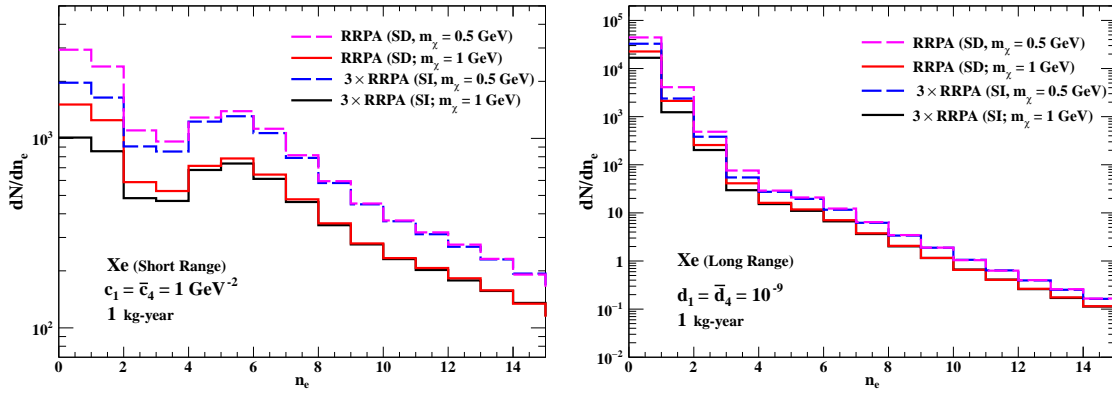 RRPA (SD, mχ = 0.5 GeV)
RRPA (SD; mχ = 1 GeV)
3× RRPA (SI, mχ = 0.5 GeV)
3× RRPA (SI; mχ = 1 GeV)
10³
10²
dN/dnₑ
Xe (Short Range)
c₁ = c̄₄ = 1 GeV⁻²
1 kg-year
0 2 4 6 8 10 12 14
nₑ
RRPA (SD, mχ = 0.5 GeV)
RRPA (SD; mχ = 1 GeV)
3× RRPA (SI, mχ = 0.5 GeV)
3× RRPA (SI; mχ = 1 GeV)
10⁵
10⁴
10³
10²
10
1
10⁻¹
10⁻²
dN/dnₑ
Xe (Long Range)
d₁ = d̄₄ = 10⁻⁹
1 kg-year
0 2 4 6 8 10 12 14
nₑ